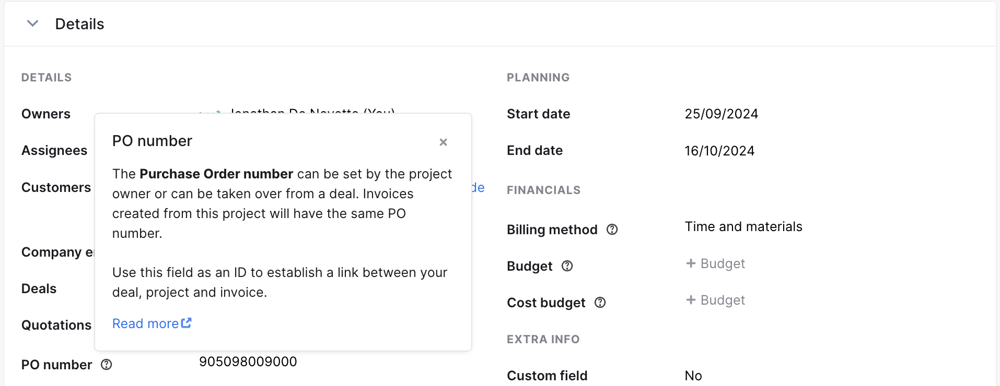 Details
DETAILS
Owners
Assignees
Customers
Company
Deals
Quotations
PO number
905098009000
PO number
The Purchase Order number can be set by the project
owner or can be taken over from a deal. Invoices
created from this project will have the same PO
number.
Use this field as an ID to establish a link between your
deal, project and invoice.
Read more
PLANNING
Start date 25/09/2024
End date 16/10/2024
FINANCIALS
Billing method Time and materials
Budget + Budget
Cost budget + Budget
EXTRA INFO
Custom field No